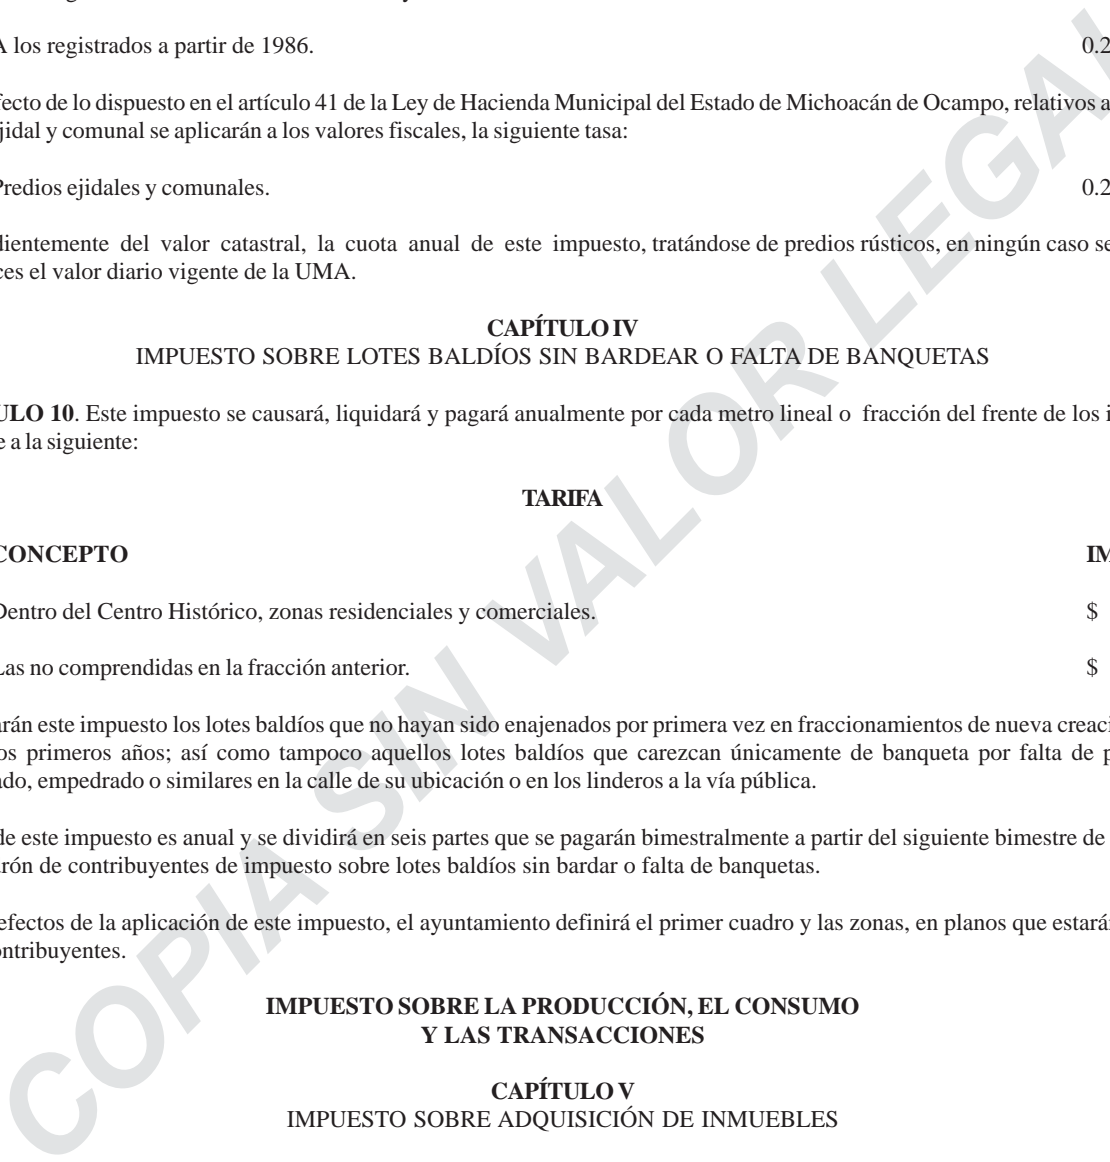 A los registrados a partir de 1986. 0.2
fecto de lo dispuesto en el artículo 41 de la Ley de Hacienda Municipal del Estado de Michoacán de Ocampo, relativos a
jidal y comunal se aplicarán a los valores fiscales, la siguiente tasa:
Predios ejidales y comunales. 0.2
dientemente del valor catastral, la cuota anual de este impuesto, tratándose de predios rústicos, en ningún caso se
ces el valor diario vigente de la UMA.
CAPÍTULO IV
IMPUESTO SOBRE LOTES BALDÍOS SIN BARDEAR O FALTA DE BANQUETAS
ULO 10. Este impuesto se causará, liquidará y pagará anualmente por cada metro lineal o fracción del frente de los i
e a la siguiente:
TARIFA
CONCEPTO IM
Dentro del Centro Histórico, zonas residenciales y comerciales. $
Las no comprendidas en la fracción anterior. $
arán este impuesto los lotes baldíos que no hayan sido enajenados por primera vez en fraccionamientos de nueva creaci
os primeros años; así como tampoco aquellos lotes baldíos que carezcan únicamente de banqueta por falta de p
ado, empedrado o similares en la calle de su ubicación o en los linderos a la vía pública.
de este impuesto es anual y se dividirá en seis partes que se pagarán bimestralmente a partir del siguiente bimestre de
rón de contribuyentes de impuesto sobre lotes baldíos sin bardar o falta de banquetas.
efectos de la aplicación de este impuesto, el ayuntamiento definirá el primer cuadro y las zonas, en planos que estará
ontribuyentes.
IMPUESTO SOBRE LA PRODUCCIÓN, EL CONSUMO
Y LAS TRANSACCIONES
CAPÍTULO V
IMPUESTO SOBRE ADQUISICIÓN DE INMUEBLES
COPIA SIN VALOR LEGAL